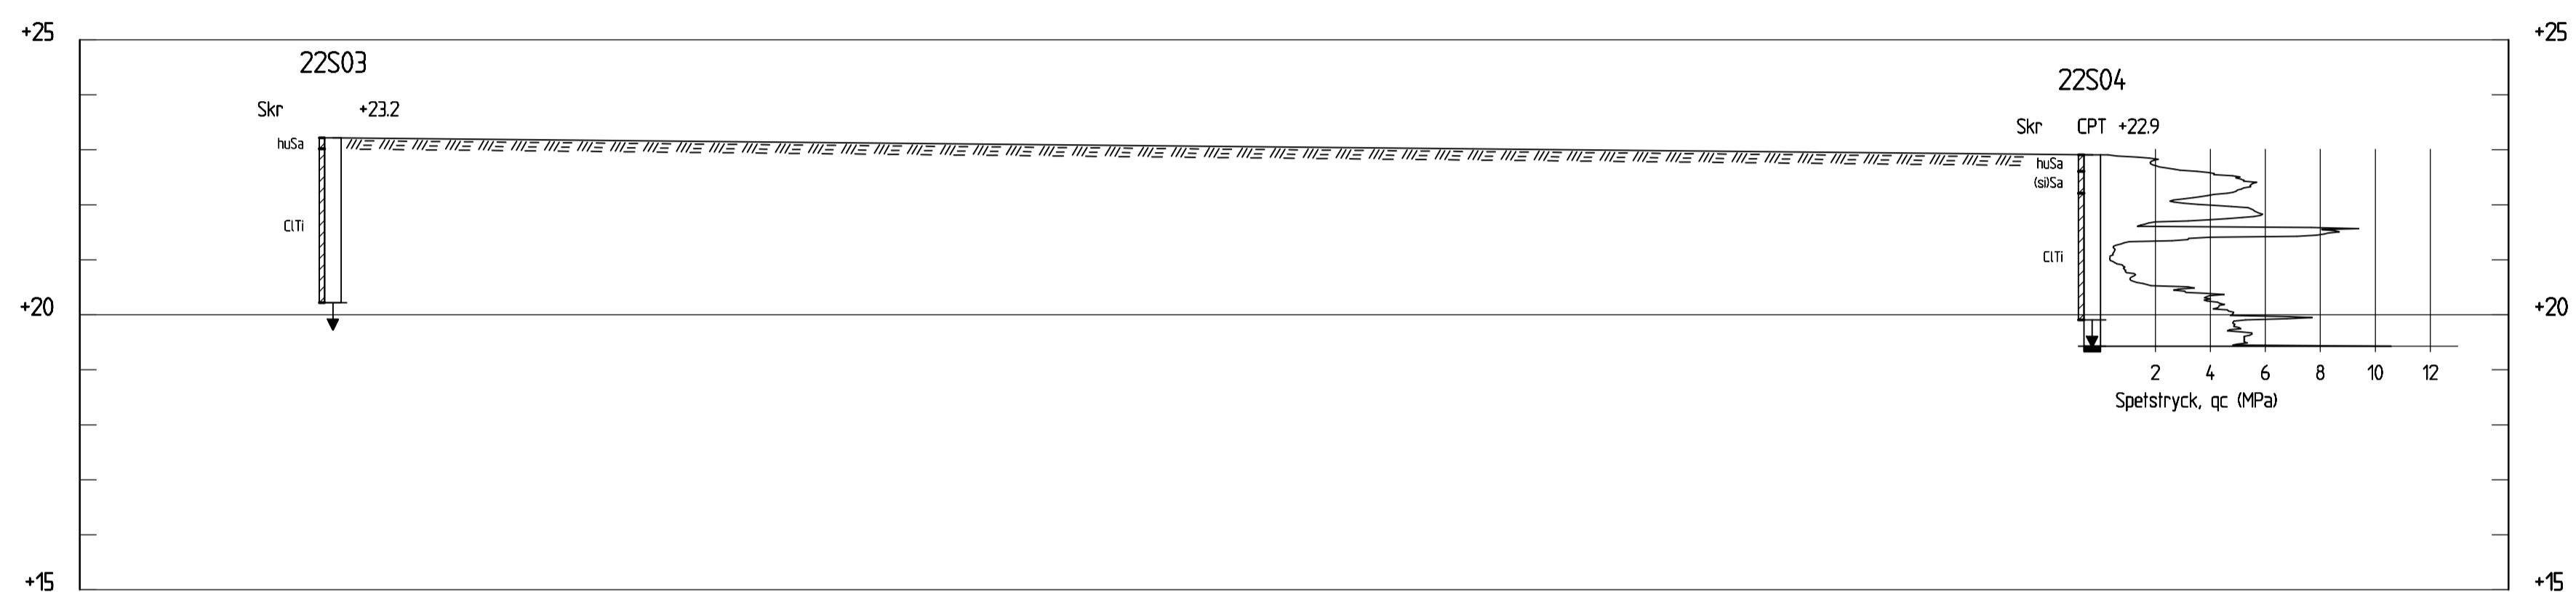 +25 +25
22S03
22S04
Skr +23.2
Skr CPT +22.9
huSa
huSa
(si)Sa
ClTi
ClTi
+20 +20
2 4 6 8 10 12
Spetstryck, qc (MPa)
+15 +15